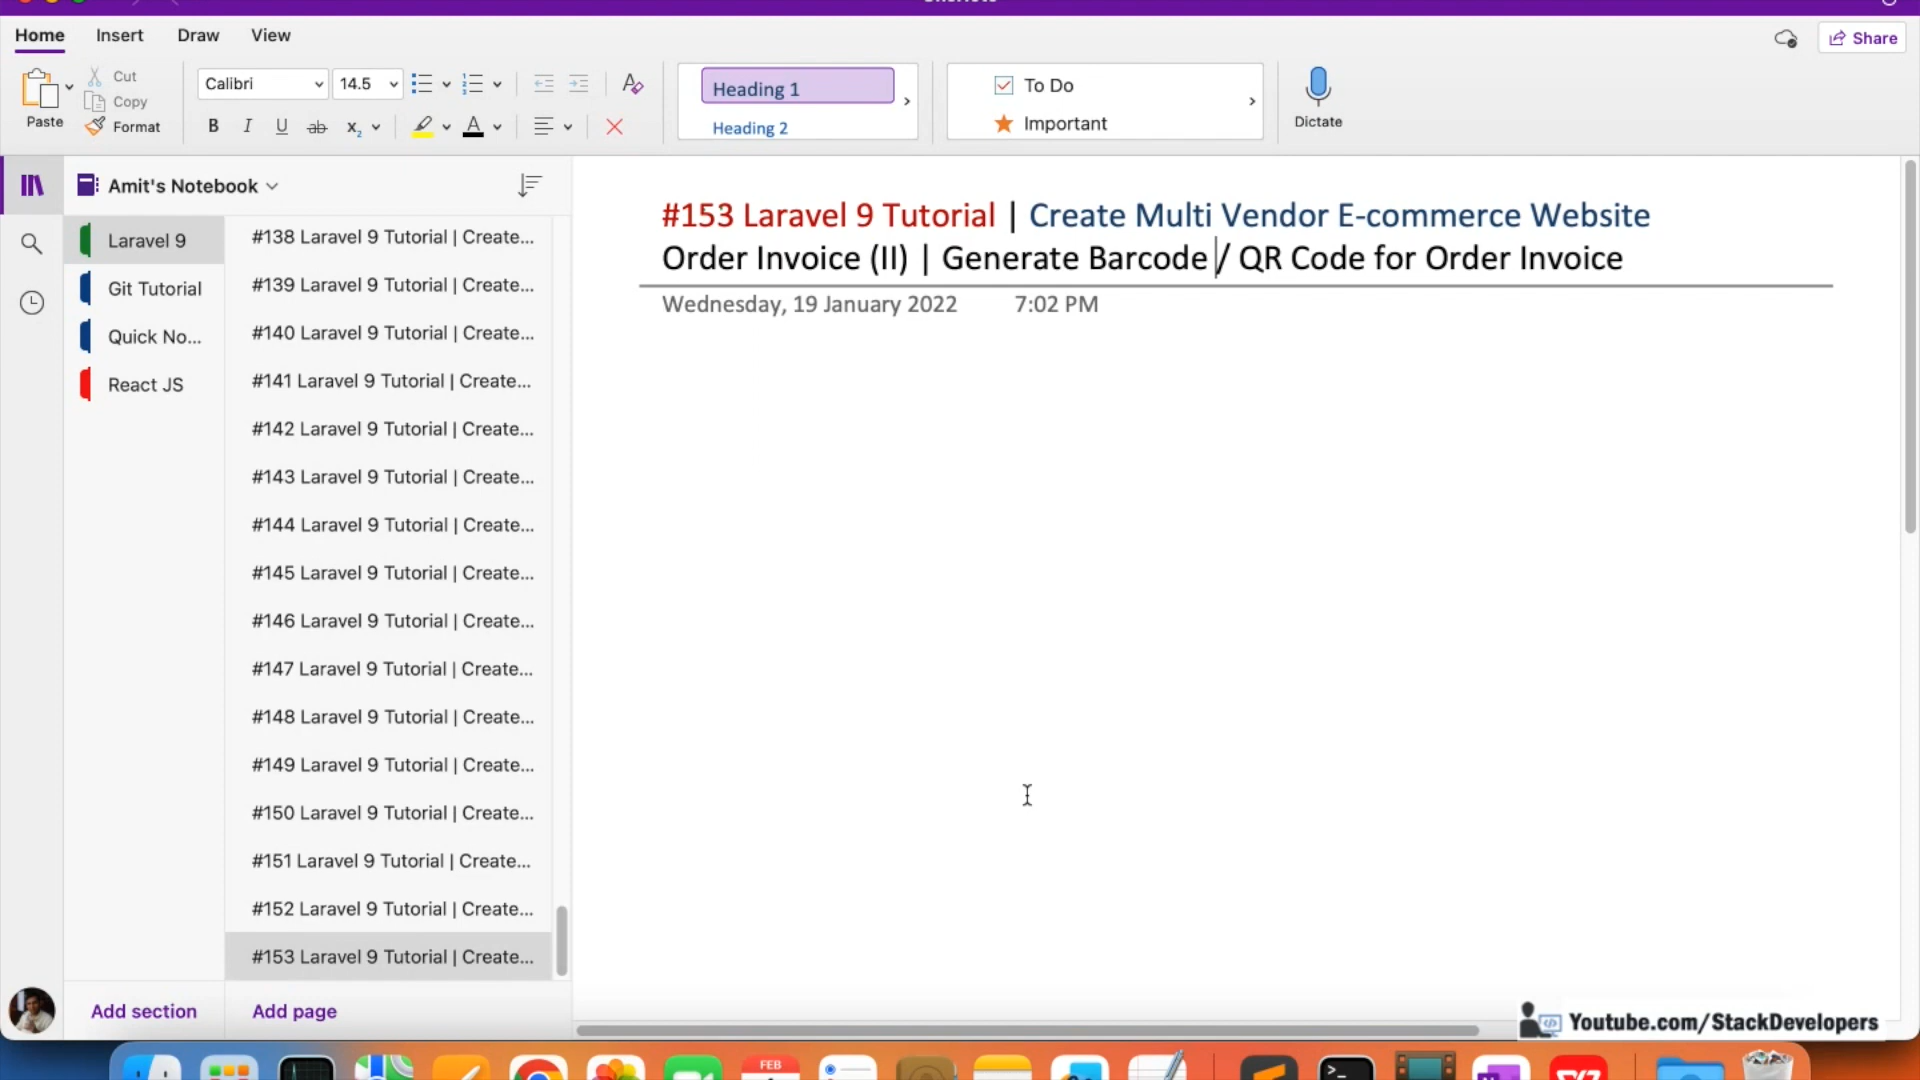 Home Insert Draw View
Share
Paste
Cut
Copy
Format
Calibri 14.5
B I U ab x₂ A
Heading 1
Heading 2
To Do
Important
Dictate
Amit's Notebook
Laravel 9
Git Tutorial
Quick No...
React JS
#138 Laravel 9 Tutorial | Create...
#139 Laravel 9 Tutorial | Create...
#140 Laravel 9 Tutorial | Create...
#141 Laravel 9 Tutorial | Create...
#142 Laravel 9 Tutorial | Create...
#143 Laravel 9 Tutorial | Create...
#144 Laravel 9 Tutorial | Create...
#145 Laravel 9 Tutorial | Create...
#146 Laravel 9 Tutorial | Create...
#147 Laravel 9 Tutorial | Create...
#148 Laravel 9 Tutorial | Create...
#149 Laravel 9 Tutorial | Create...
#150 Laravel 9 Tutorial | Create...
#151 Laravel 9 Tutorial | Create...
#152 Laravel 9 Tutorial | Create...
#153 Laravel 9 Tutorial | Create...
Add section
Add page
#153 Laravel 9 Tutorial | Create Multi Vendor E-commerce Website
Order Invoice (II) | Generate Barcode / QR Code for Order Invoice
Wednesday, 19 January 2022 7:02 PM
Youtube.com/StackDevelopers
FEB